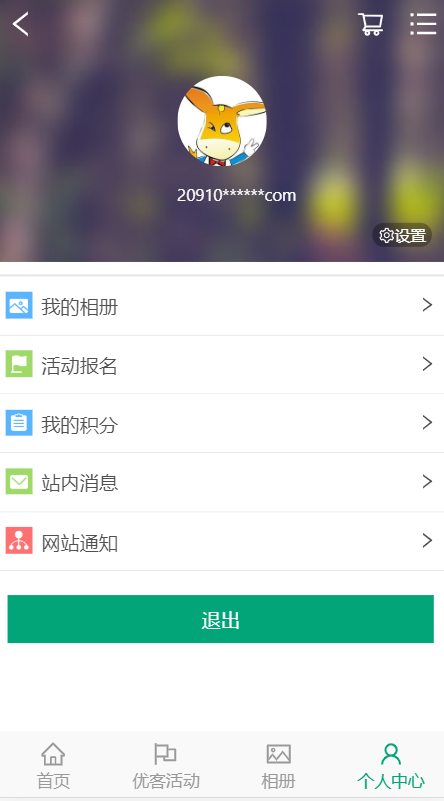 20910******com
设置
我的相册
活动报名
我的积分
站内消息
网站通知
退出
首页
优客活动
相册
个人中心